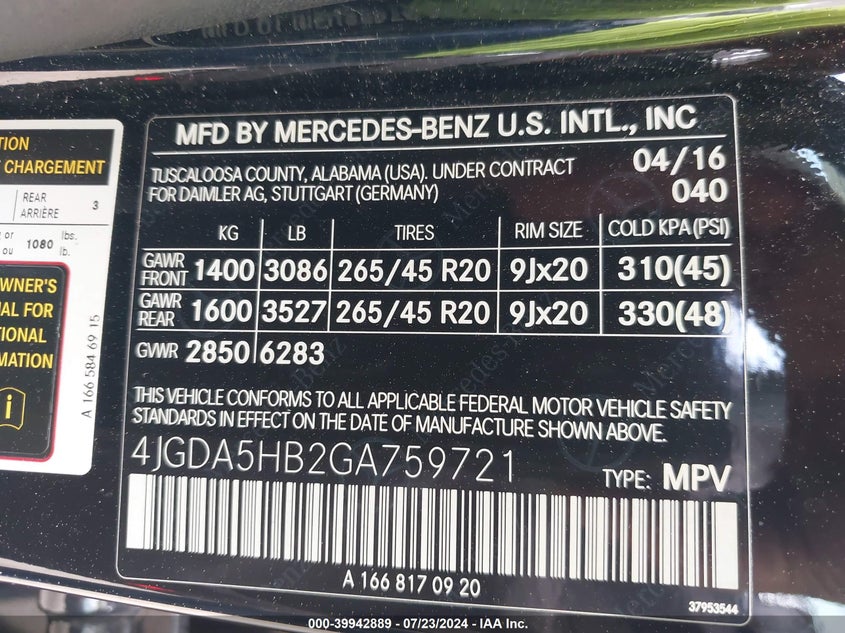 MFD BY MERCEDES-BENZ U.S. INTL., INC
TUSCALOOSA COUNTY, ALABAMA (USA). UNDER CONTRACT
FOR DAIMLER AG, STUTTGART (GERMANY)
04/16
040
KG LB TIRES RIM SIZE COLD KPA (PSI)
GAWR FRONT 1400 3086 265/45 R20 9Jx20 310(45)
GAWR REAR 1600 3527 265/45 R20 9Jx20 330(48)
GVWR 2850 6283
THIS VEHICLE CONFORMS TO ALL APPLICABLE FEDERAL MOTOR VEHICLE SAFETY
STANDARDS IN EFFECT ON THE DATE OF MANUFACTURE SHOWN ABOVE.
4JGDA5HB2GA759721 TYPE: MPV
A 166 817 09 20
37953544
CHARGEMENT
REAR
ARRIÈRE 3
or 1080 lbs.
ou lb.
FOR
A 166 584 69 15
000-39942889 - 07/23/2024 - IAA Inc.